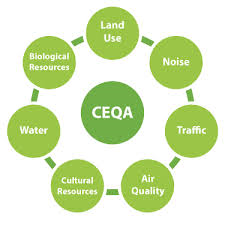 Land
Use
Noise
Traffic
Air
Quality
Cultural
Resources
Water
Biological
Resources
CEQA